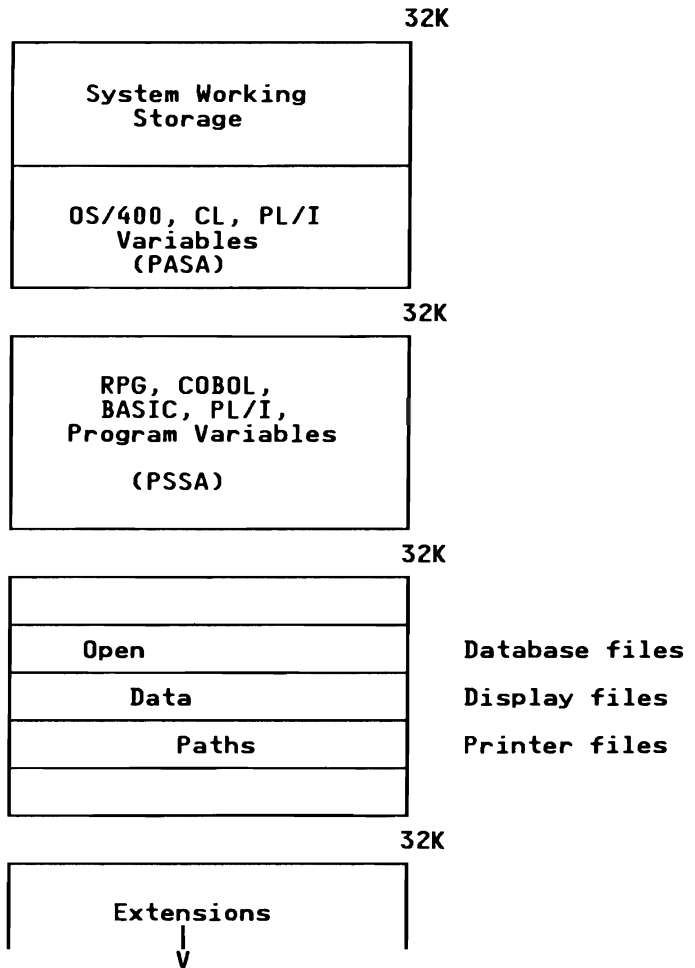 32K
System Working
Storage
OS/400, CL, PL/I
Variables
(PASA)
32K
RPG, COBOL,
BASIC, PL/I,
Program Variables
(PSSA)
32K
Open Database files
Data Display files
Paths Printer files
32K
Extensions
V